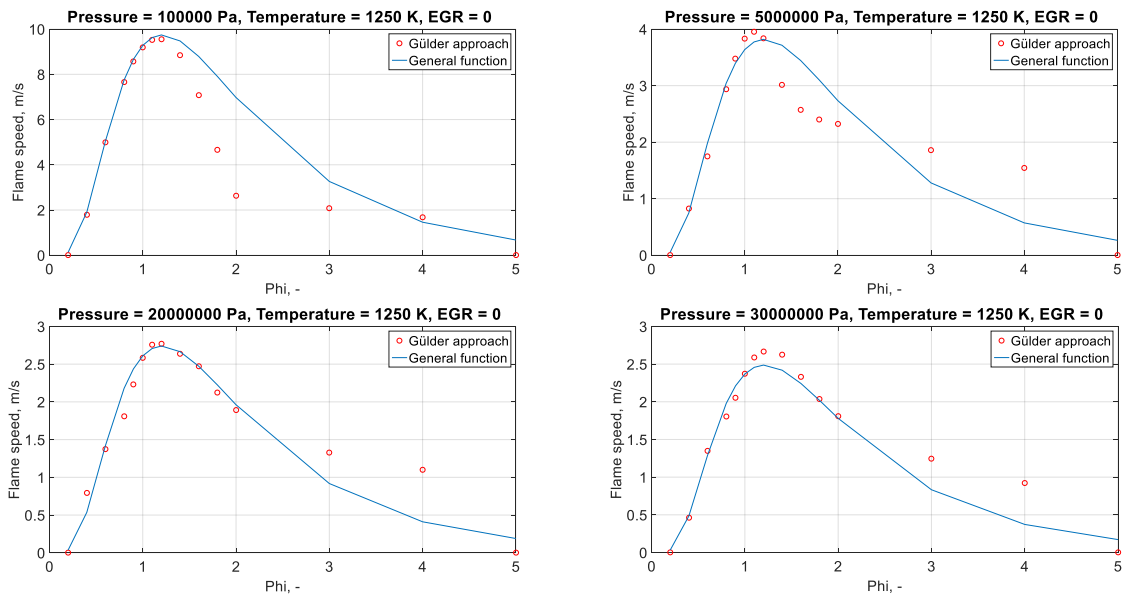 Pressure = 100000 Pa, Temperature = 1250 K, EGR = 0
10
8
6
4
2
0
Flame speed, m/s
Gülder approach
General function
0 1 2 3 4 5
Phi, -
Pressure = 5000000 Pa, Temperature = 1250 K, EGR = 0
4
3
2
1
0
Flame speed, m/s
Gülder approach
General function
0 1 2 3 4 5
Phi, -
Pressure = 20000000 Pa, Temperature = 1250 K, EGR = 0
3
2.5
2
1.5
1
0.5
0
Flame speed, m/s
Gülder approach
General function
0 1 2 3 4 5
Phi, -
Pressure = 30000000 Pa, Temperature = 1250 K, EGR = 0
3
2.5
2
1.5
1
0.5
0
Flame speed, m/s
Gülder approach
General function
0 1 2 3 4 5
Phi, -